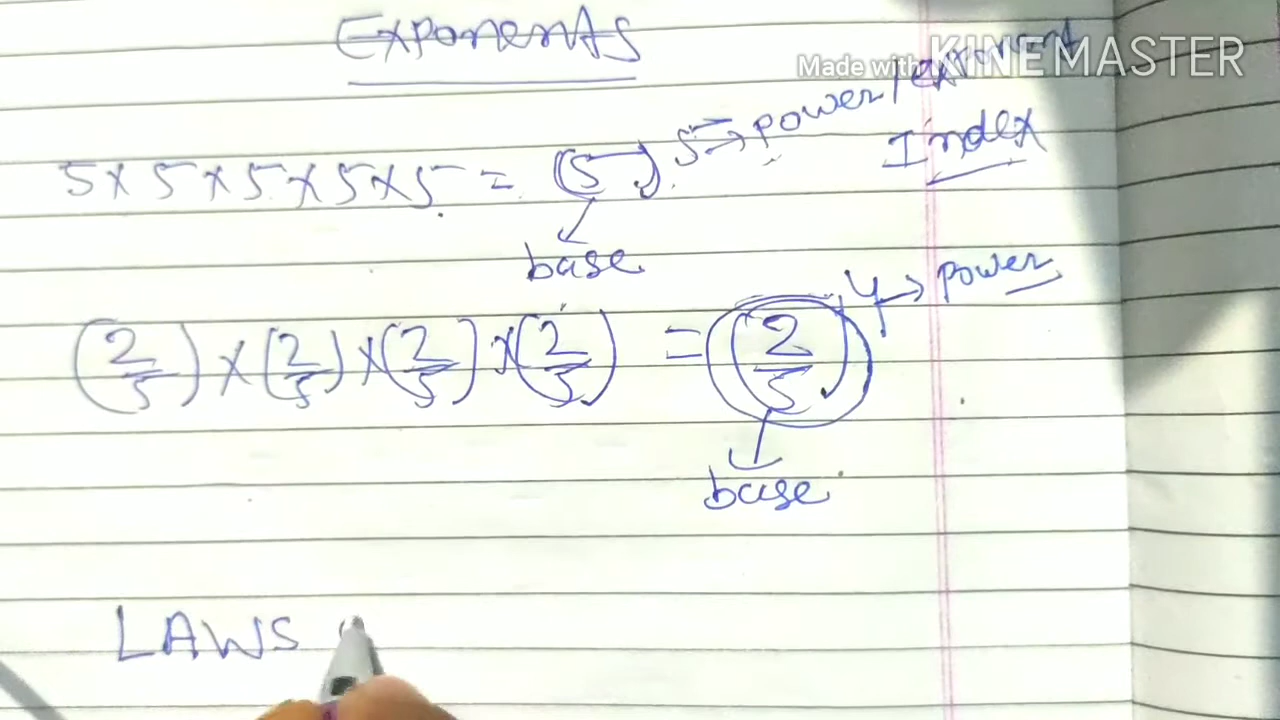 Exponents
Made with KINEMASTER
5 × 5 × 5 × 5 × 5 = (5)^5 → power/exponent
Index
base
(2/5) × (2/5) × (2/5) × (2/5) = (2/5)^4 → power
base
LAWS